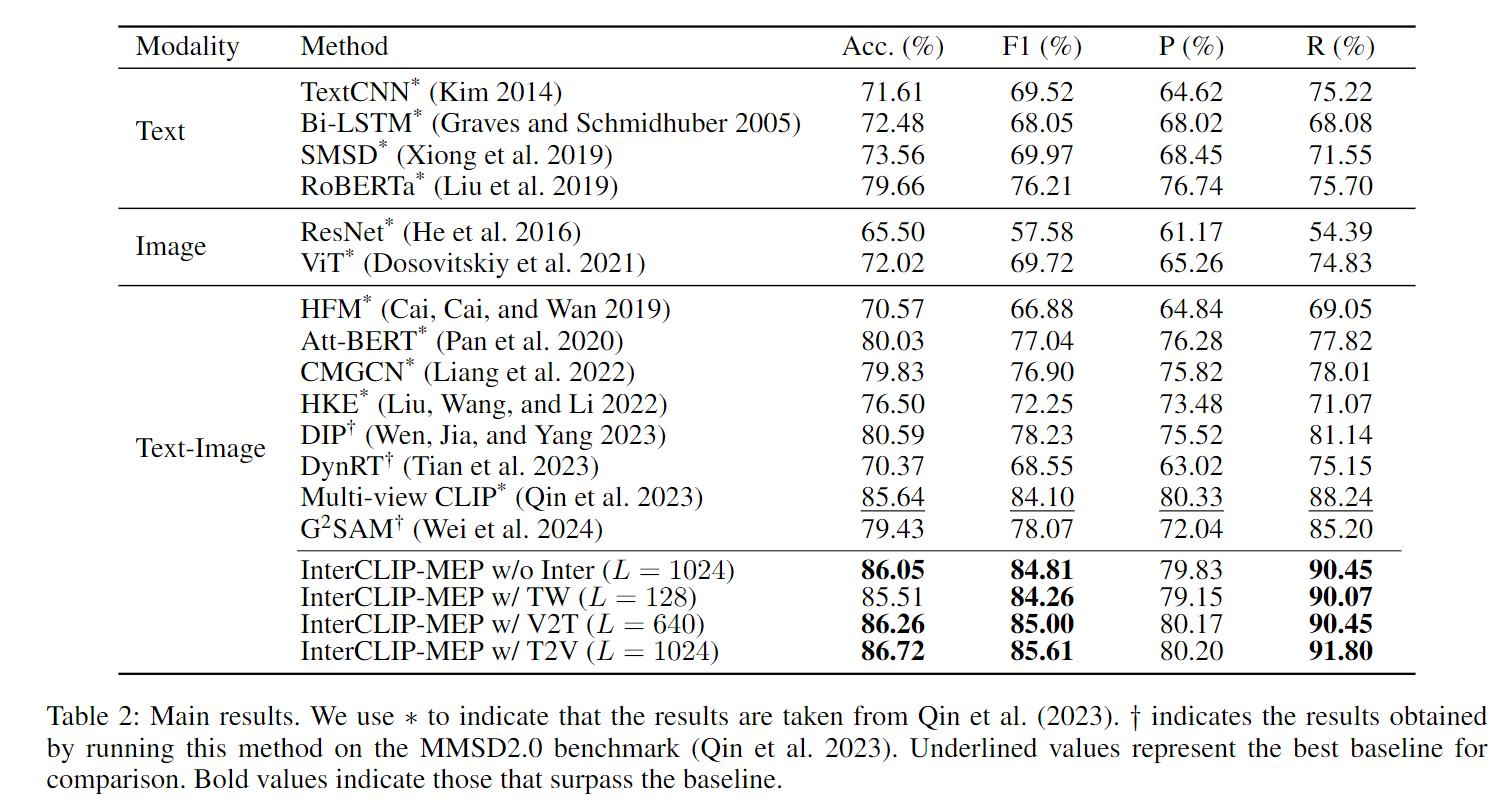 Modality Method Acc. (%) F1 (%) P (%) R (%)
Text
TextCNN* (Kim 2014) 71.61 69.52 64.62 75.22
Bi-LSTM* (Graves and Schmidhuber 2005) 72.48 68.05 68.02 68.08
SMSD* (Xiong et al. 2019) 73.56 69.97 68.45 71.55
RoBERTa* (Liu et al. 2019) 79.66 76.21 76.74 75.70
Image
ResNet* (He et al. 2016) 65.50 57.58 61.17 54.39
ViT* (Dosovitskiy et al. 2021) 72.02 69.72 65.26 74.83
Text-Image
HFM* (Cai, Cai, and Wan 2019) 70.57 66.88 64.84 69.05
Att-BERT* (Pan et al. 2020) 80.03 77.04 76.28 77.82
CMGCN* (Liang et al. 2022) 79.83 76.90 75.82 78.01
HKE* (Liu, Wang, and Li 2022) 76.50 72.25 73.48 71.07
DIP† (Wen, Jia, and Yang 2023) 80.59 78.23 75.52 81.14
DynRT† (Tian et al. 2023) 70.37 68.55 63.02 75.15
Multi-view CLIP* (Qin et al. 2023) 85.64 84.10 80.33 88.24
G²SAM† (Wei et al. 2024) 79.43 78.07 72.04 85.20
InterCLIP-MEP w/o Inter (L = 1024) 86.05 84.81 79.83 90.45
InterCLIP-MEP w/ TW (L = 128) 85.51 84.26 79.15 90.07
InterCLIP-MEP w/ V2T (L = 640) 86.26 85.00 80.17 90.45
InterCLIP-MEP w/ T2V (L = 1024) 86.72 85.61 80.20 91.80
Table 2: Main results. We use ∗ to indicate that the results are taken from Qin et al. (2023). † indicates the results obtained
by running this method on the MMSD2.0 benchmark (Qin et al. 2023). Underlined values represent the best baseline for
comparison. Bold values indicate those that surpass the baseline.